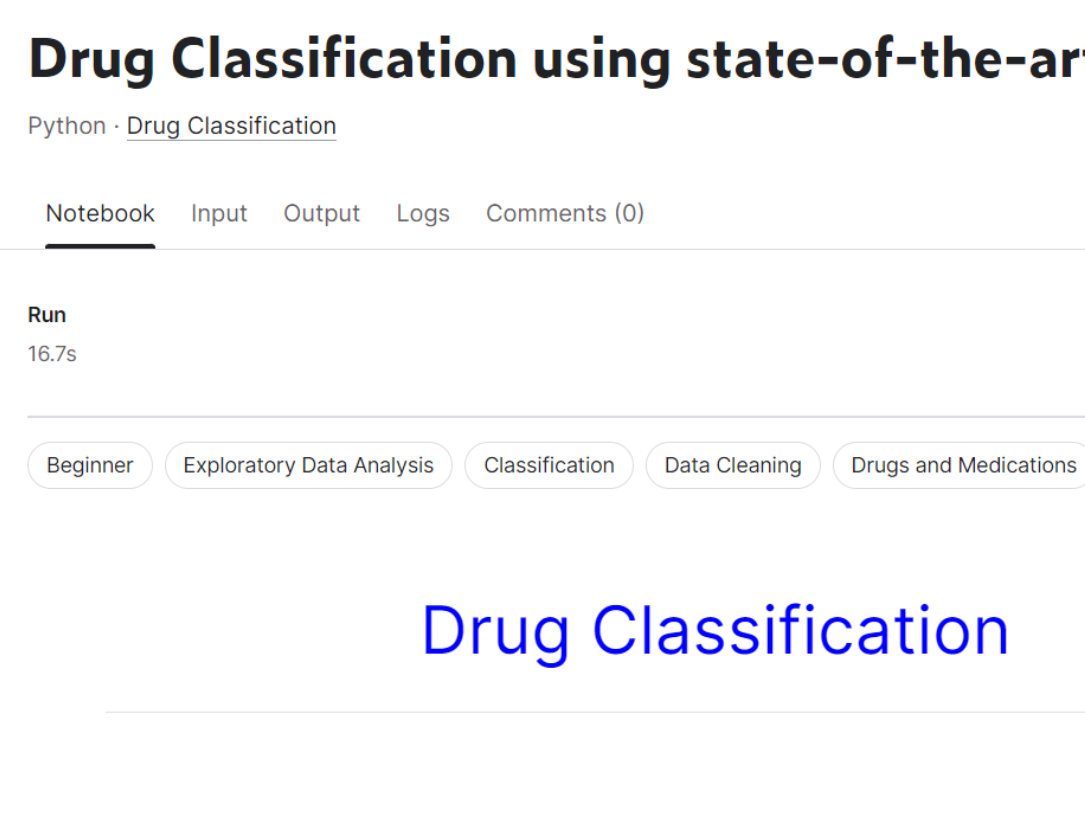 Drug Classification using state-of-the-ar
Python · Drug Classification
Notebook Input Output Logs Comments (0)
Run
16.7s
Beginner Exploratory Data Analysis Classification Data Cleaning Drugs and Medications
Drug Classification